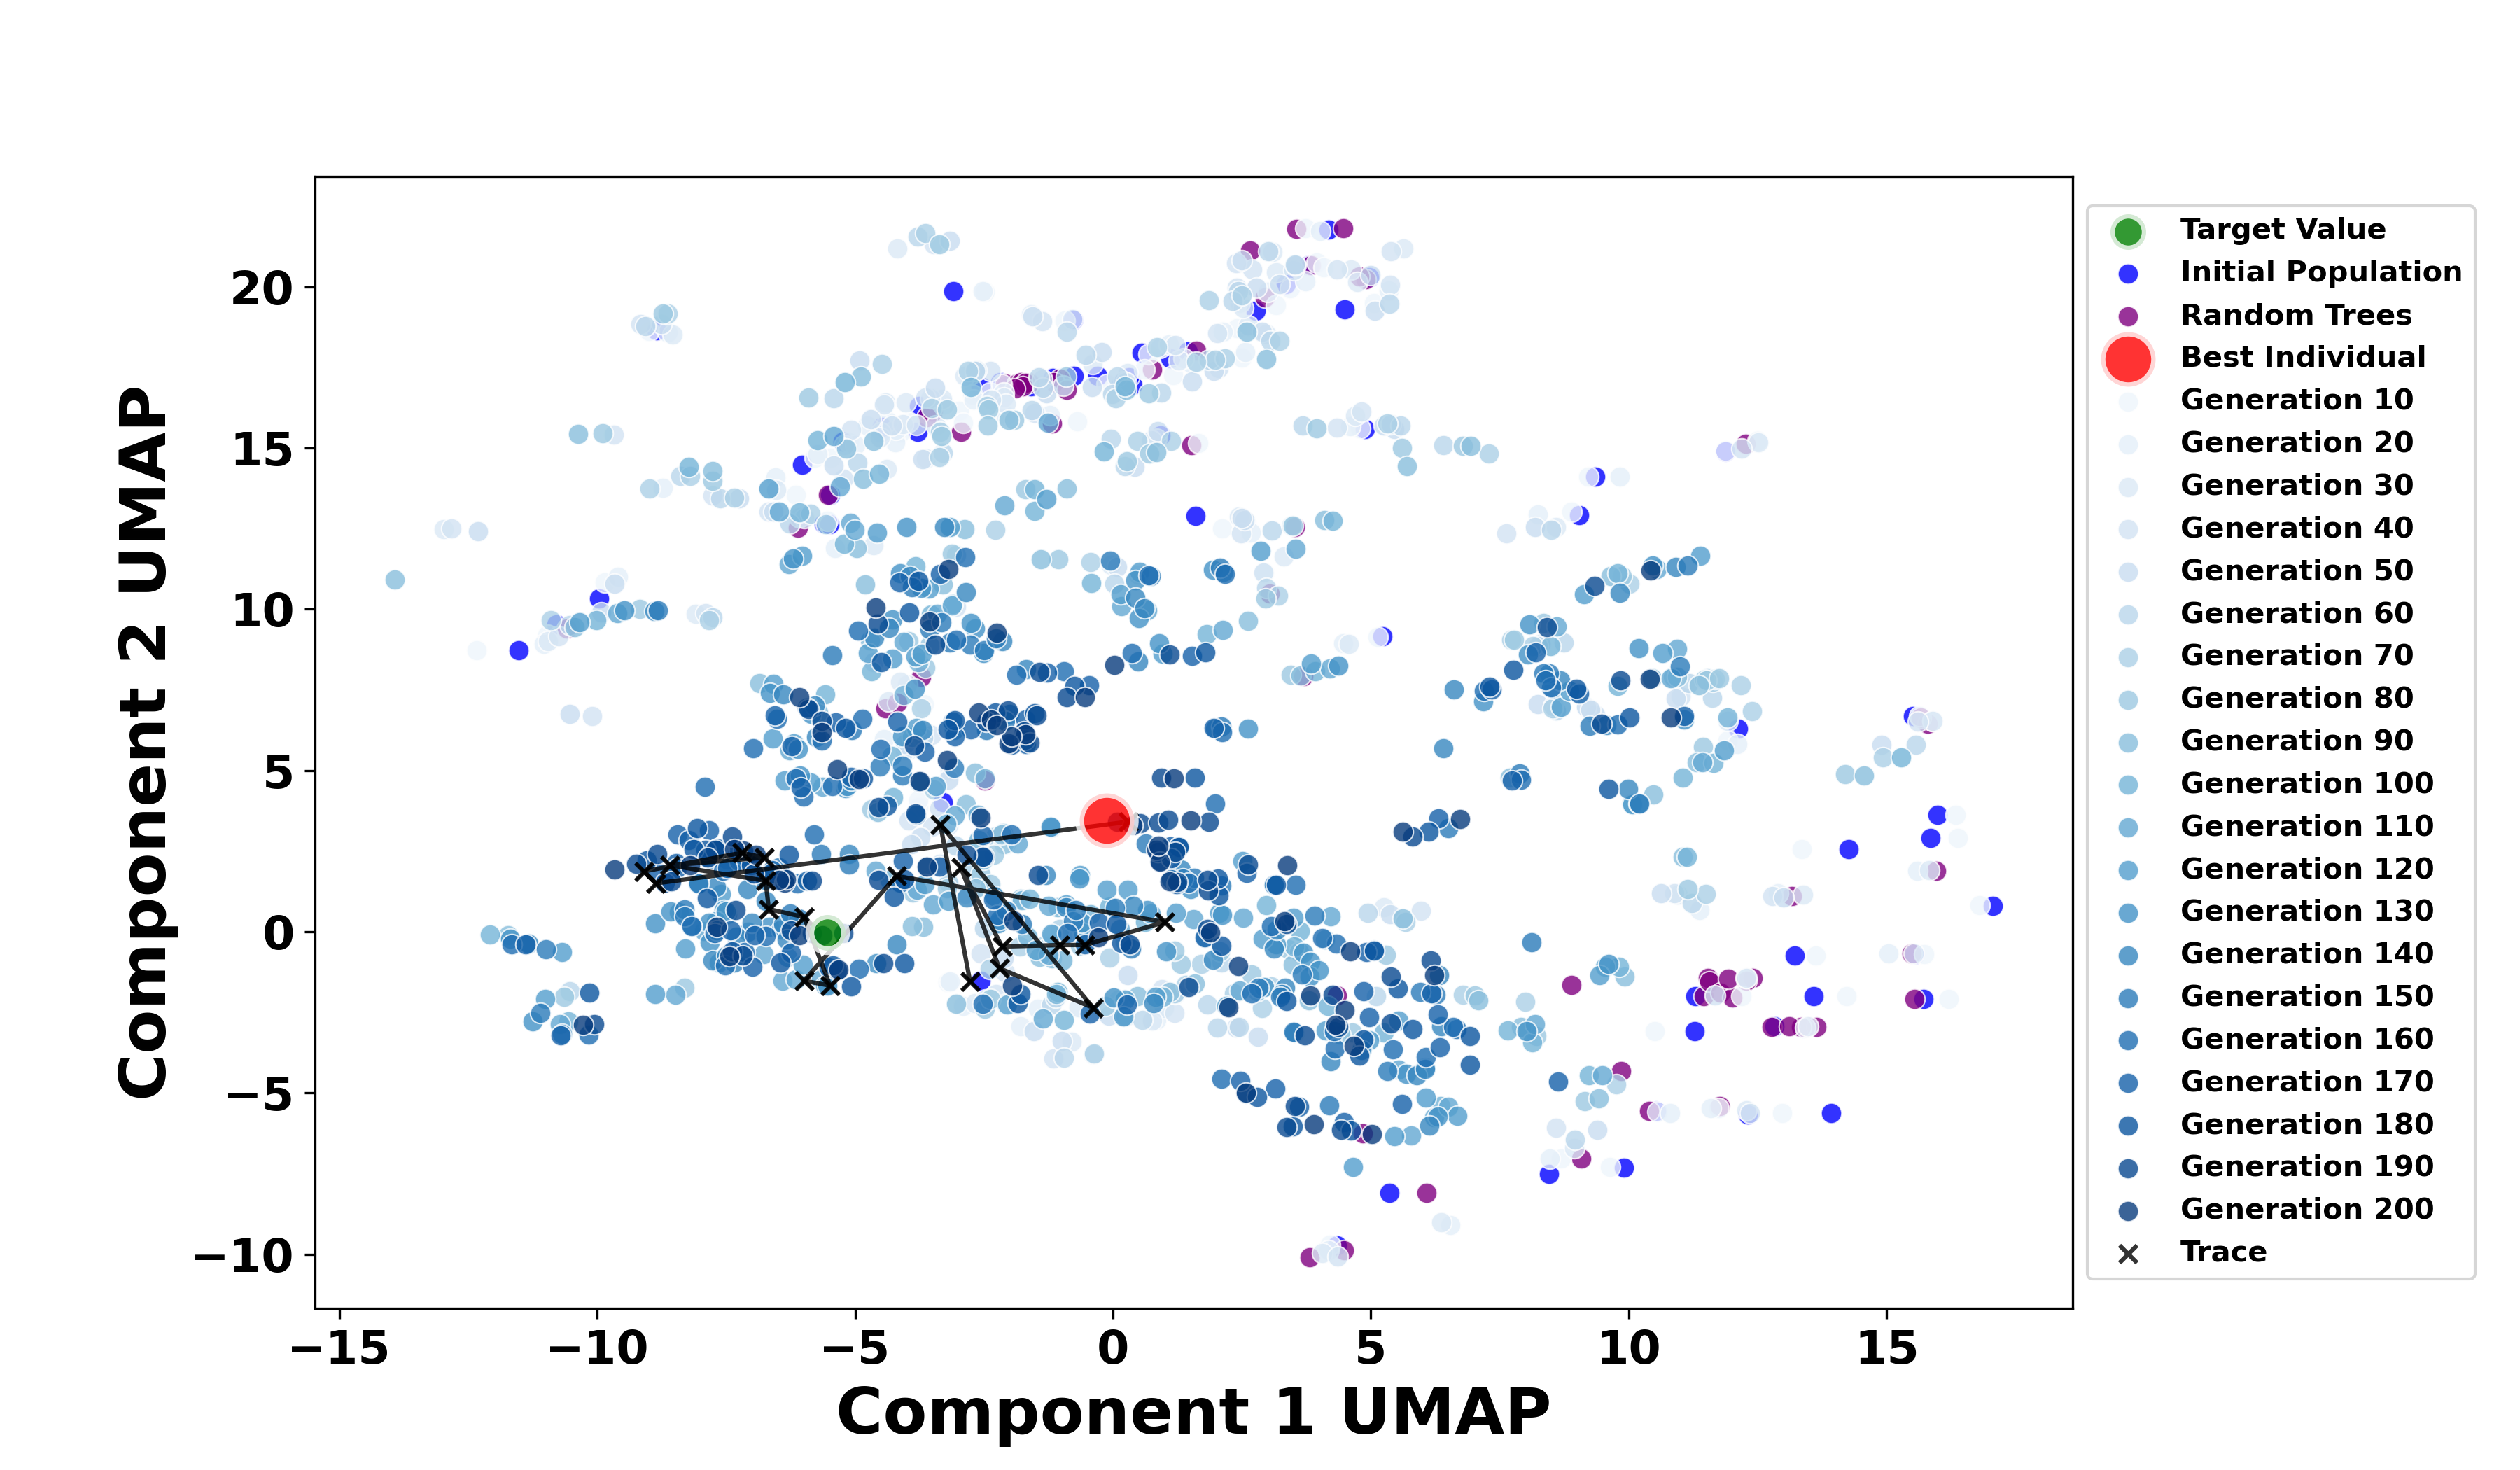 Component 2 UMAP
20
15
10
5
0
−5
−10
−15
−10
−5
0
5
10
15
Component 1 UMAP
Target Value
Initial Population
Random Trees
Best Individual
Generation 10
Generation 20
Generation 30
Generation 40
Generation 50
Generation 60
Generation 70
Generation 80
Generation 90
Generation 100
Generation 110
Generation 120
Generation 130
Generation 140
Generation 150
Generation 160
Generation 170
Generation 180
Generation 190
Generation 200
Trace